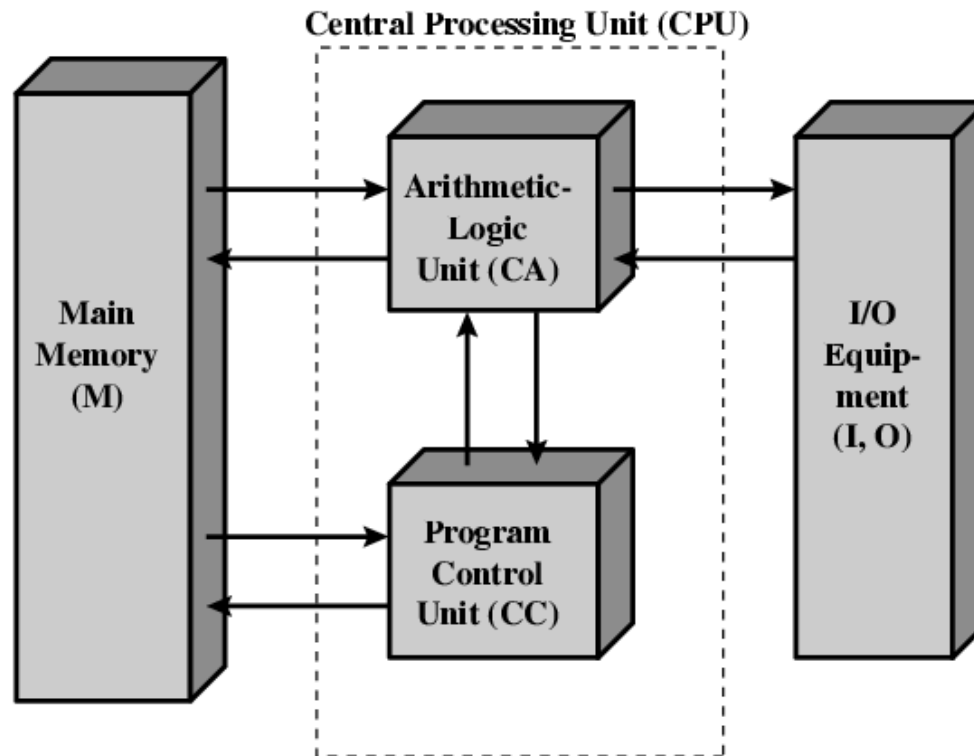 Central Processing Unit (CPU)
Main
Memory
(M)
Arithmetic-
Logic
Unit (CA)
Program
Control
Unit (CC)
I/O
Equip-
ment
(I, O)